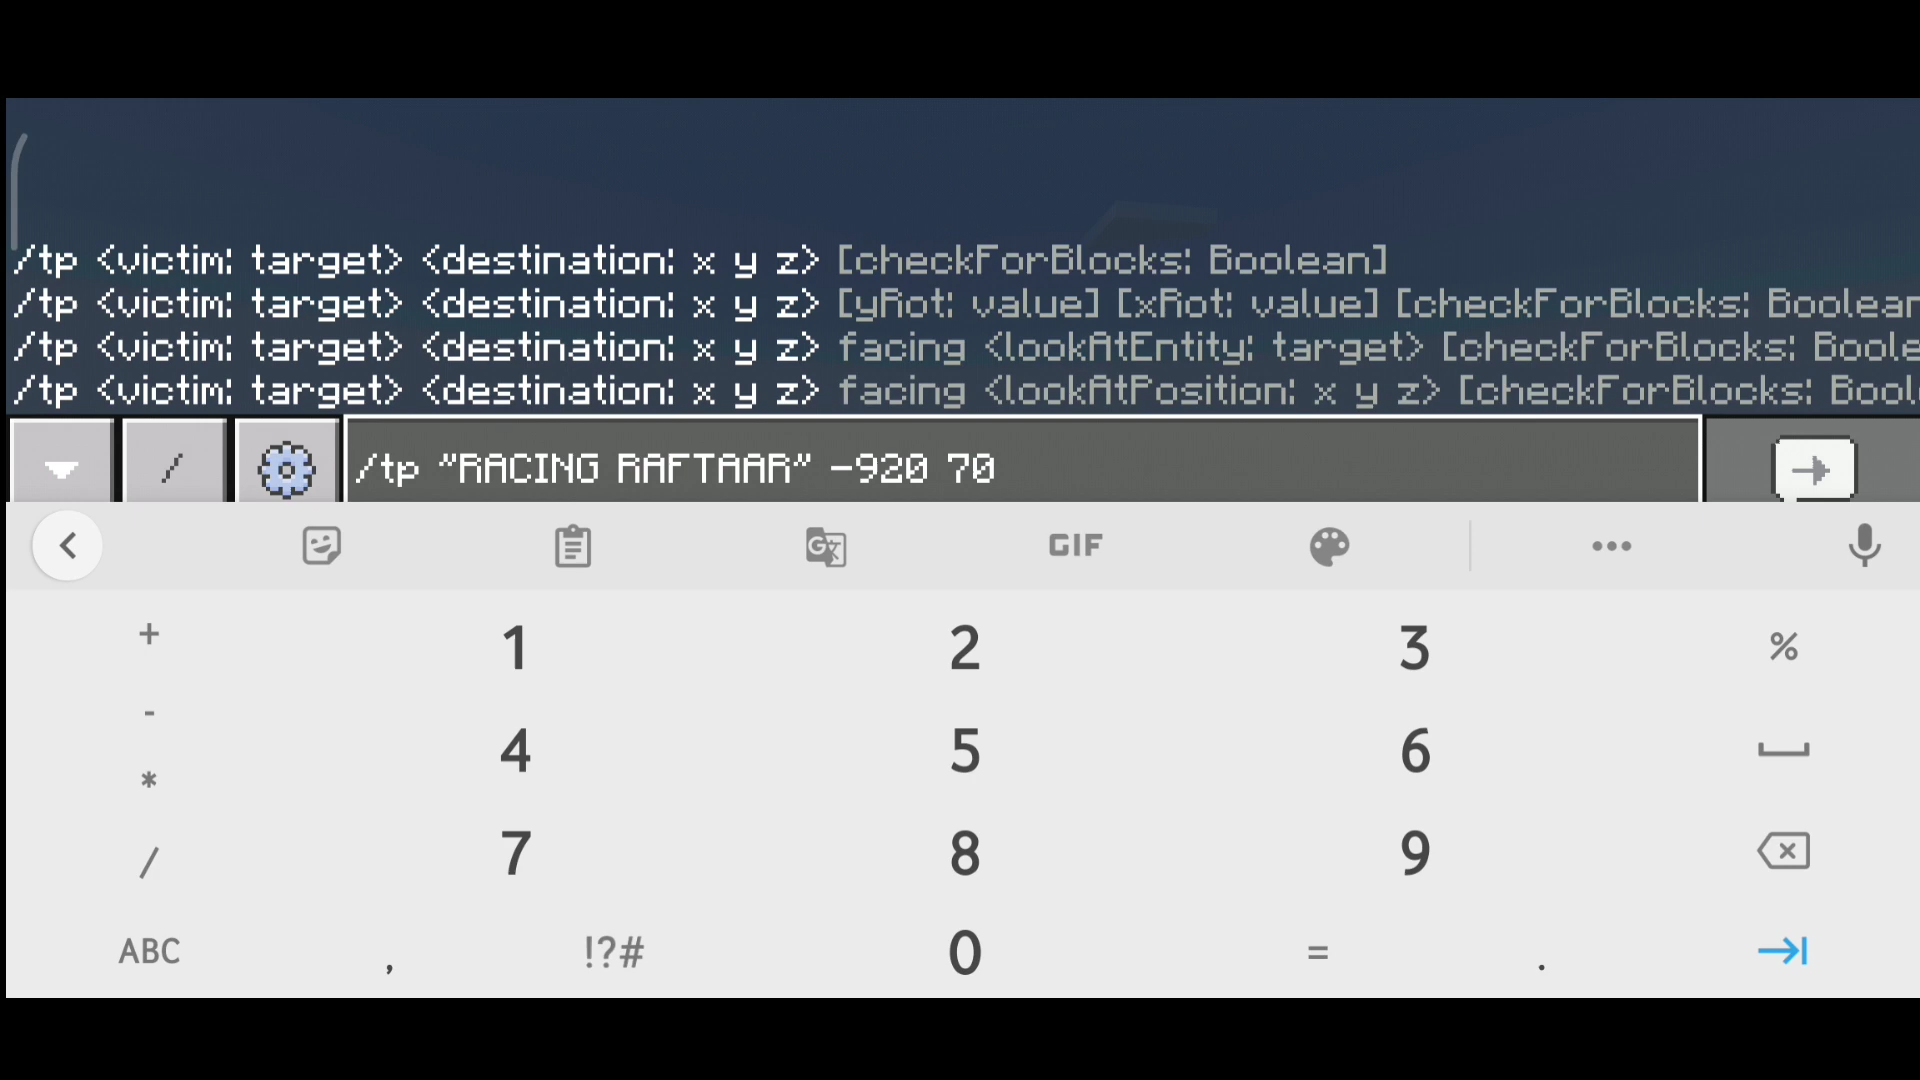 /tp <victim: target> <destination: x y z> [checkForBlocks: Boolean]
/tp <victim: target> <destination: x y z> [yRot: value] [xRot: value] [checkForBlocks: Boolean
/tp <victim: target> <destination: x y z> facing <lookAtEntity: target> [checkForBlocks: Boole
/tp <victim: target> <destination: x y z> facing <lookAtPosition: x y z> [checkForBlocks: Bool
/
/tp "RACING RAFTAAR" -920 70
GIF
+ 1 2 3 %
-
4 5 6
*
/ 7 8 9
ABC , !?# 0 = .